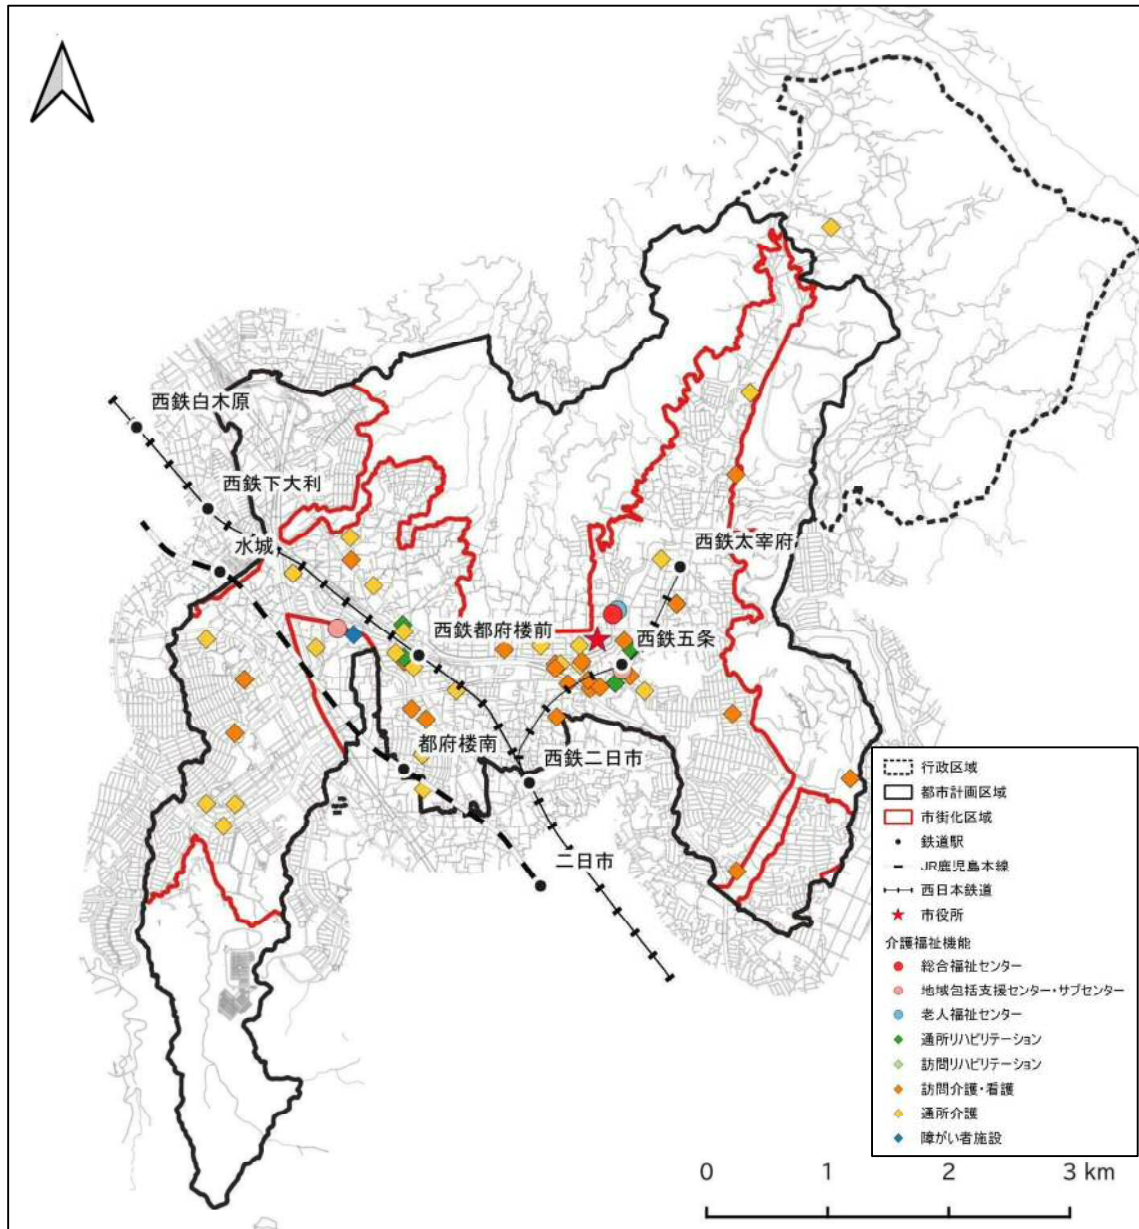 西鉄白木原
西鉄下大利
水城
西鉄太宰府
西鉄都府楼前
西鉄五条
都府楼南
西鉄二日市
二日市
行政区域
都市計画区域
市街化区域
鉄道駅
JR鹿児島本線
西日本鉄道
市役所
介護福祉機能
総合福祉センター
地域包括支援センター・サブセンター
老人福祉センター
通所リハビリテーション
訪問リハビリテーション
訪問介護・看護
通所介護
障がい者施設
0 1 2 3 km